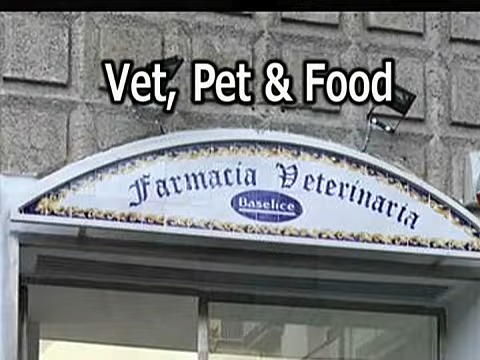 Vet, Pet & Food
Farmacia Veterinaria
Baselice